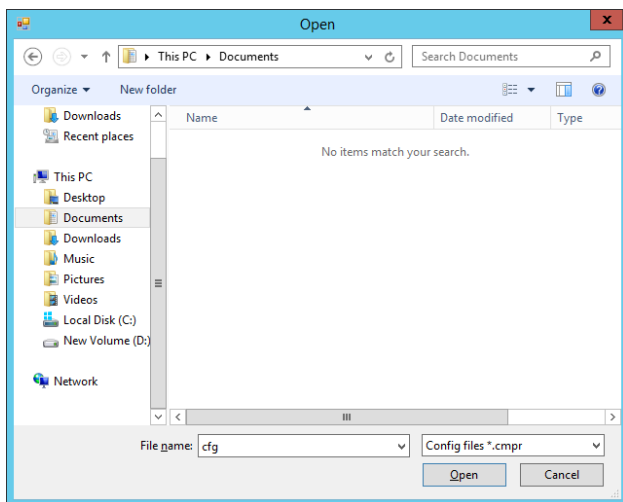 Open
x
This PC ▸ Documents
Search Documents
Organize
New folder
Name
Date modified
Type
Downloads
Recent places
No items match your search.
This PC
Desktop
Documents
Downloads
Music
Pictures
Videos
Local Disk (C:)
New Volume (D:)
Network
File name:
cfg
Config files *.cmpr
Open
Cancel